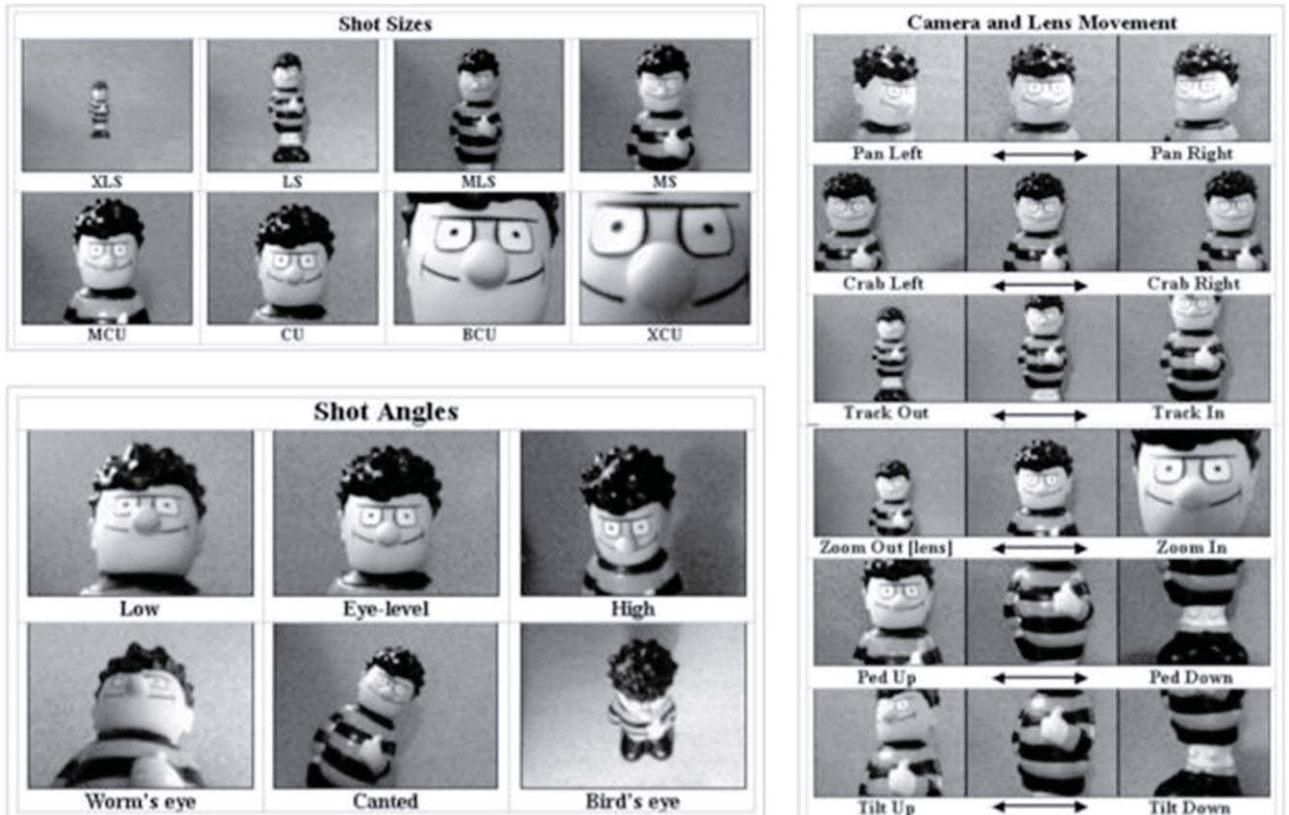 Shot Sizes
XLS LS MLS MS
MCU CU BCU XCU
Shot Angles
Low Eye-level High
Worm's eye Canted Bird's eye
Camera and Lens Movement
Pan Left Pan Right
Crab Left Crab Right
Track Out Track In
Zoom Out [lens] Zoom In
Ped Up Ped Down
Tilt Up Tilt Down